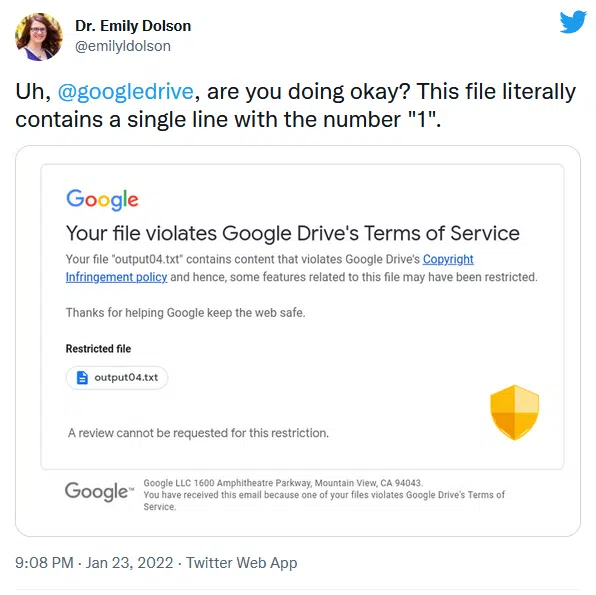 Dr. Emily Dolson
@emilyldolson
Uh, @googledrive, are you doing okay? This file literally
contains a single line with the number "1".
Google
Your file violates Google Drive's Terms of Service
Your file "output04.txt" contains content that violates Google Drive's Copyright
Infringement policy and hence, some features related to this file may have been restricted.
Thanks for helping Google keep the web safe.
Restricted file
output04.txt
A review cannot be requested for this restriction.
Google™
Google LLC 1600 Amphitheatre Parkway, Mountain View, CA 94043.
You have received this email because one of your files violates Google Drive's Terms of
Service.
9:08 PM · Jan 23, 2022 · Twitter Web App